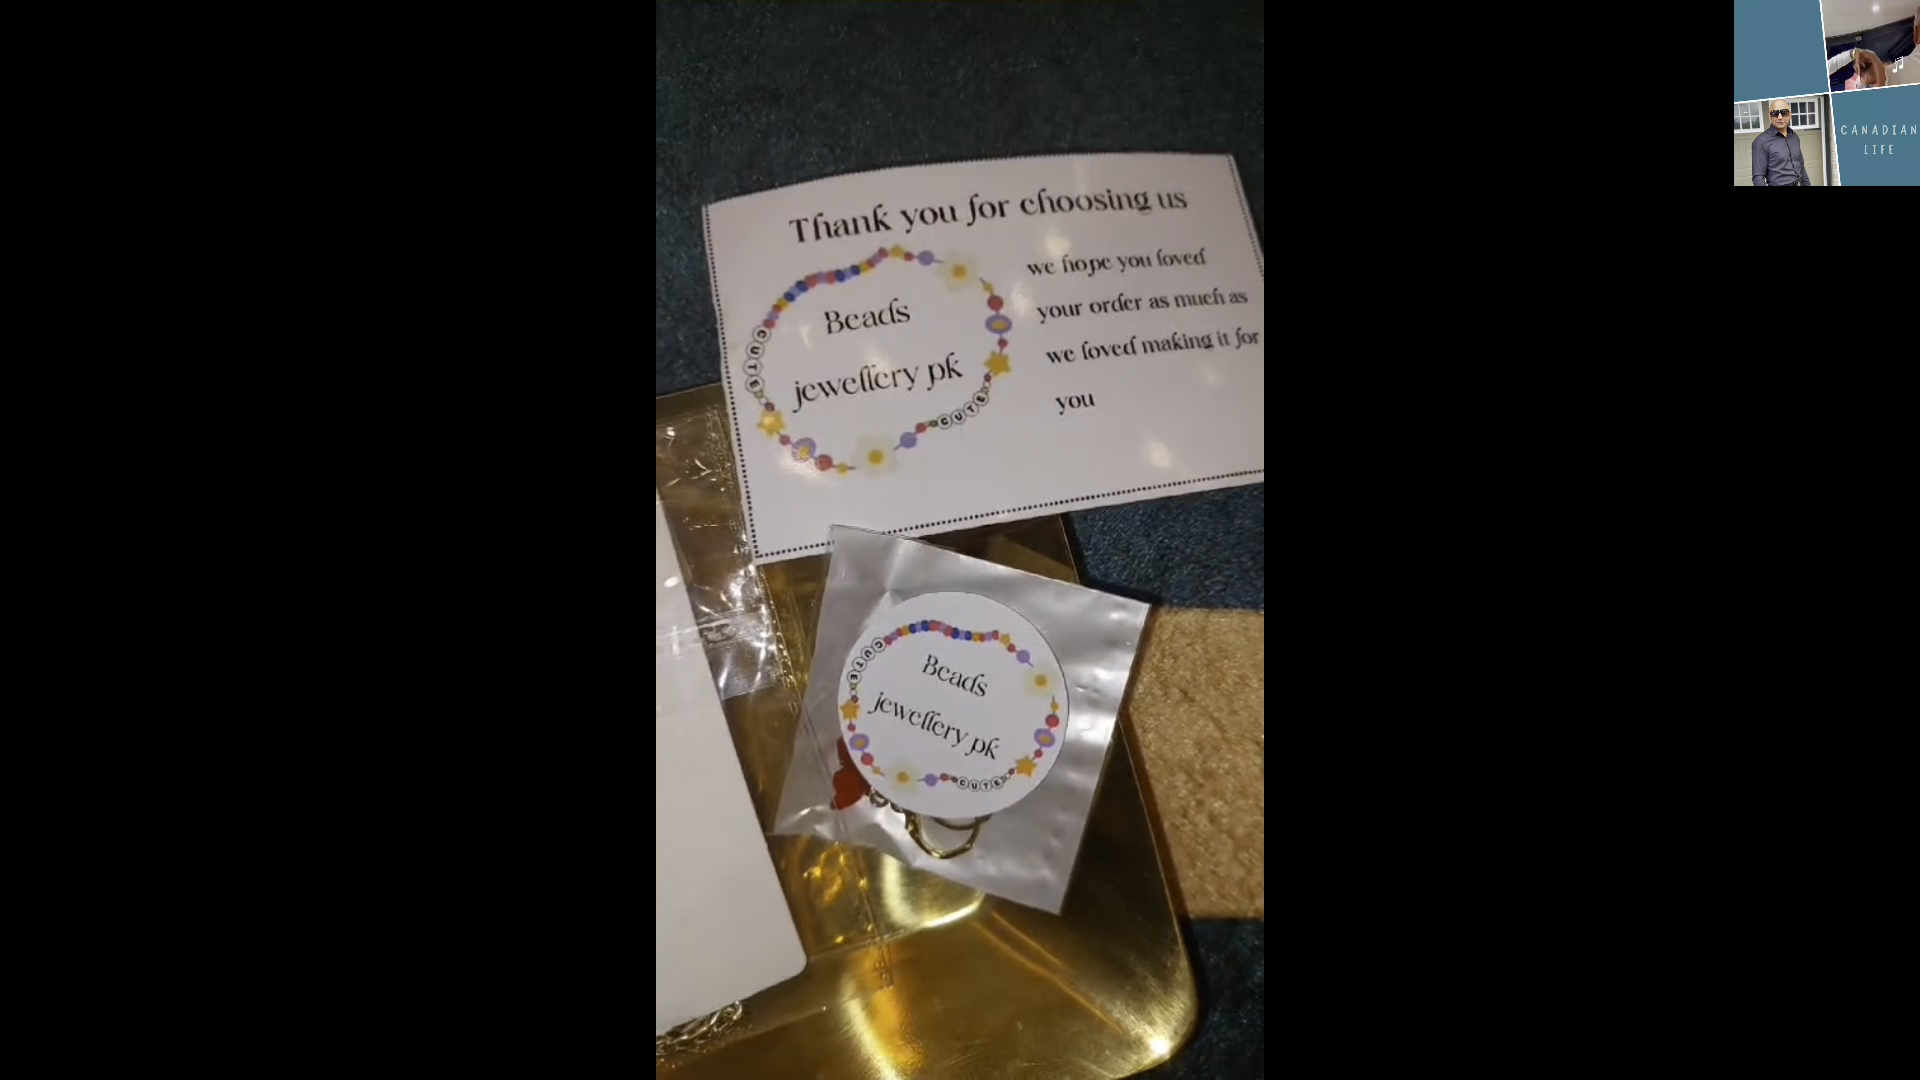 Thank you for choosing us
Beads
jewellery pk
CUTE
CUTE
we hope you loved
your order as much as
we loved making it for
you
Beads
jewellery pk
CUTE
CUTE
CANADIAN
LIFE